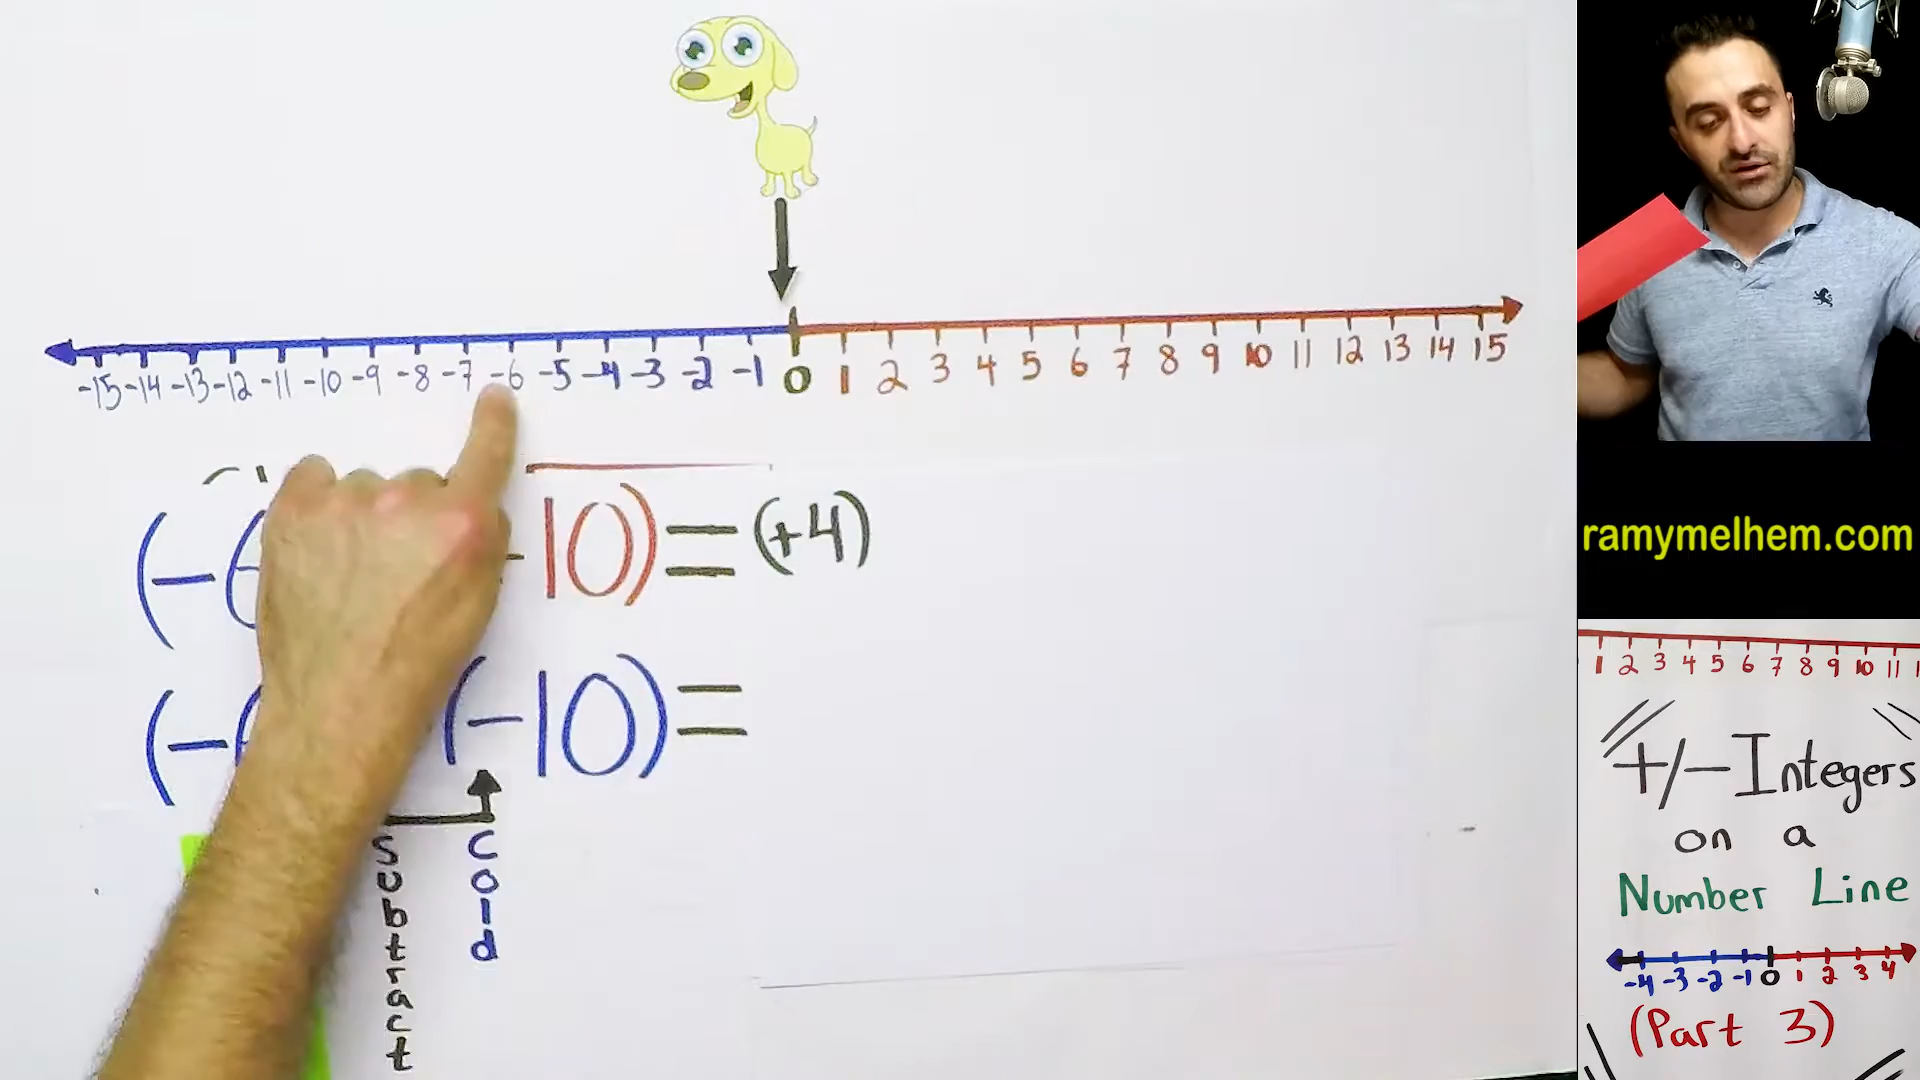 -15 -14 -13 -12 -11 -10 -9 -8 -7 -6 -5 -4 -3 -2 -1 0 1 2 3 4 5 6 7 8 9 10 11 12 13 14 15
(- 10) = (+4)
(- (-10) =
Subtract
Cold
ramymelhem.com
1 2 3 4 5 6 7 8 9 10 11
+/- Integers
on a
Number Line
-4 -3 -2 -1 0 1 2 3 4
(Part 3)